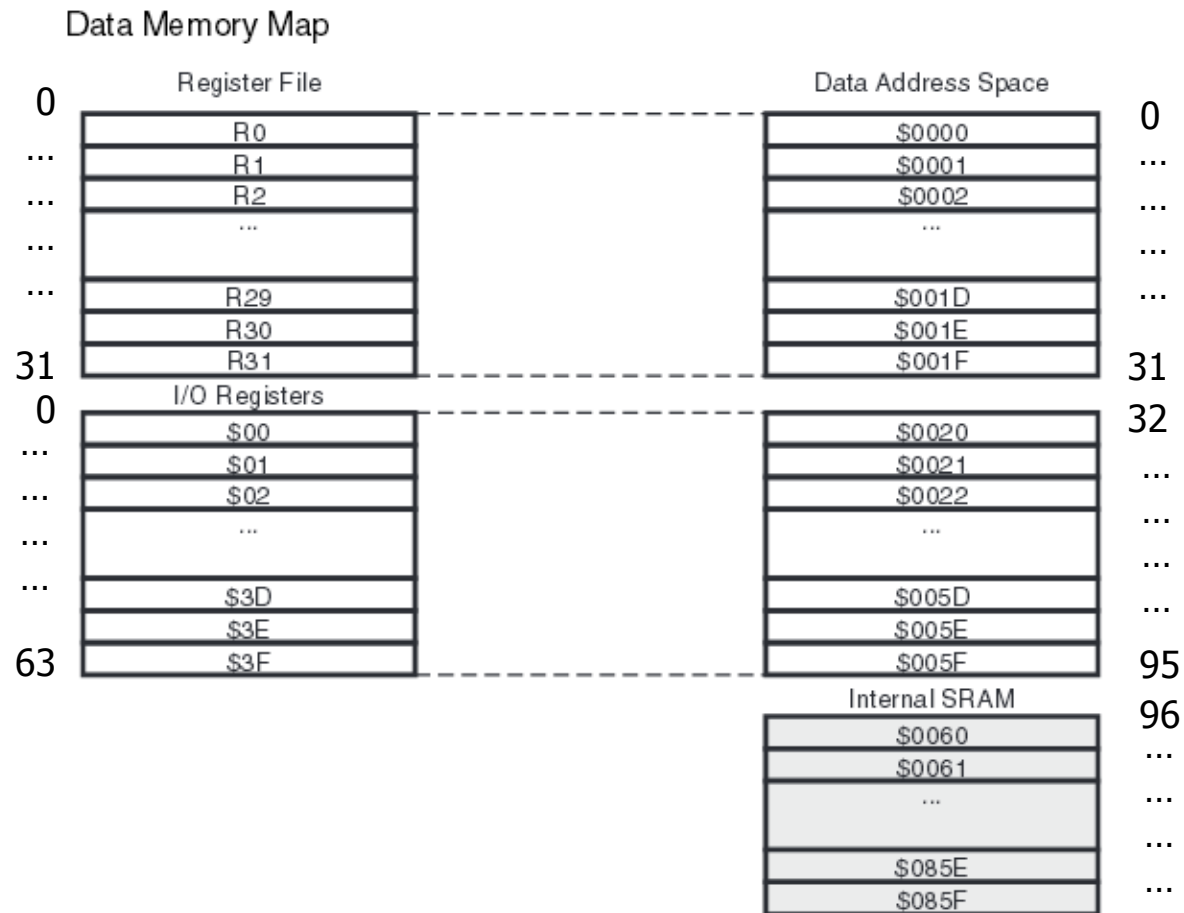 Data Memory Map
Register File Data Address Space
0 0
R0 $0000
... R1 $0001 ...
... R2 $0002 ...
... ... ... ...
... R29 $001D ...
R30 $001E
31 R31 $001F 31
I/O Registers
0 32
$00 $0020
... $01 $0021 ...
... $02 $0022 ...
... ... ... ...
... $3D $005D ...
$3E $005E
63 $3F $005F 95
Internal SRAM 96
$0060
$0061 ...
... ...
...
$085E
$085F ...